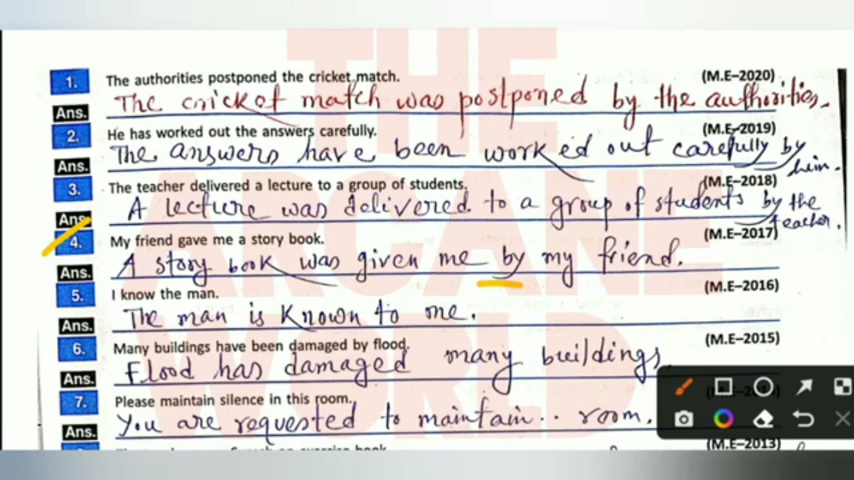 THE
ARCANE
WORLD
1. The authorities postponed the cricket match. (M.E–2020)
Ans. The cricket match was postponed by the authorities.
2. He has worked out the answers carefully. (M.E–2019)
Ans. The answers have been worked out carefully by him.
3. The teacher delivered a lecture to a group of students. (M.E–2018)
Ans. A lecture was delivered to a group of students by the teacher.
4. My friend gave me a story book. (M.E–2017)
Ans. A story book was given me by my friend.
5. I know the man. (M.E–2016)
Ans. The man is known to me.
6. Many buildings have been damaged by flood. (M.E–2015)
Ans. Flood has damaged many buildings
7. Please maintain silence in this room.
Ans. You are requested to maintain .. room.
(M.E–2013)